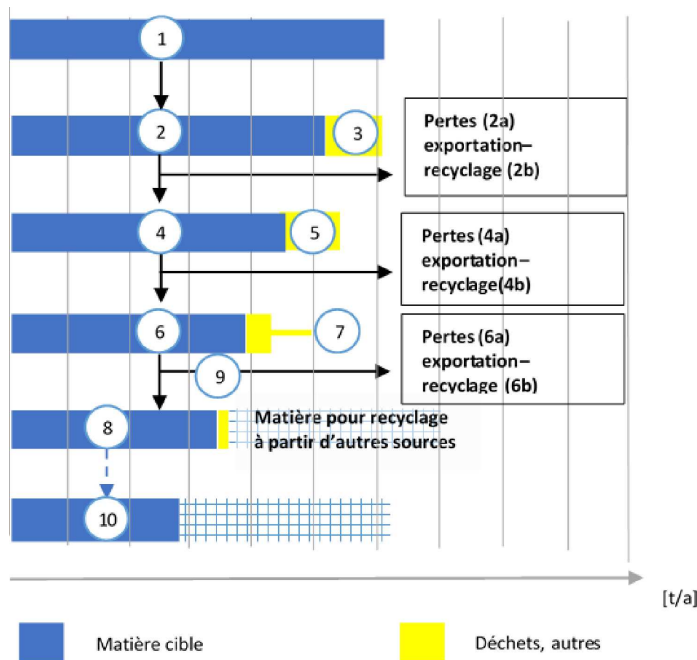 1
2
3
Pertes (2a)
exportation–
recyclage (2b)
4
5
Pertes (4a)
exportation–
recyclage(4b)
6
7
Pertes (6a)
exportation–
recyclage (6b)
9
8
Matière pour recyclage
à partir d’autres sources
10
[t/a]
Matière cible
Déchets, autres